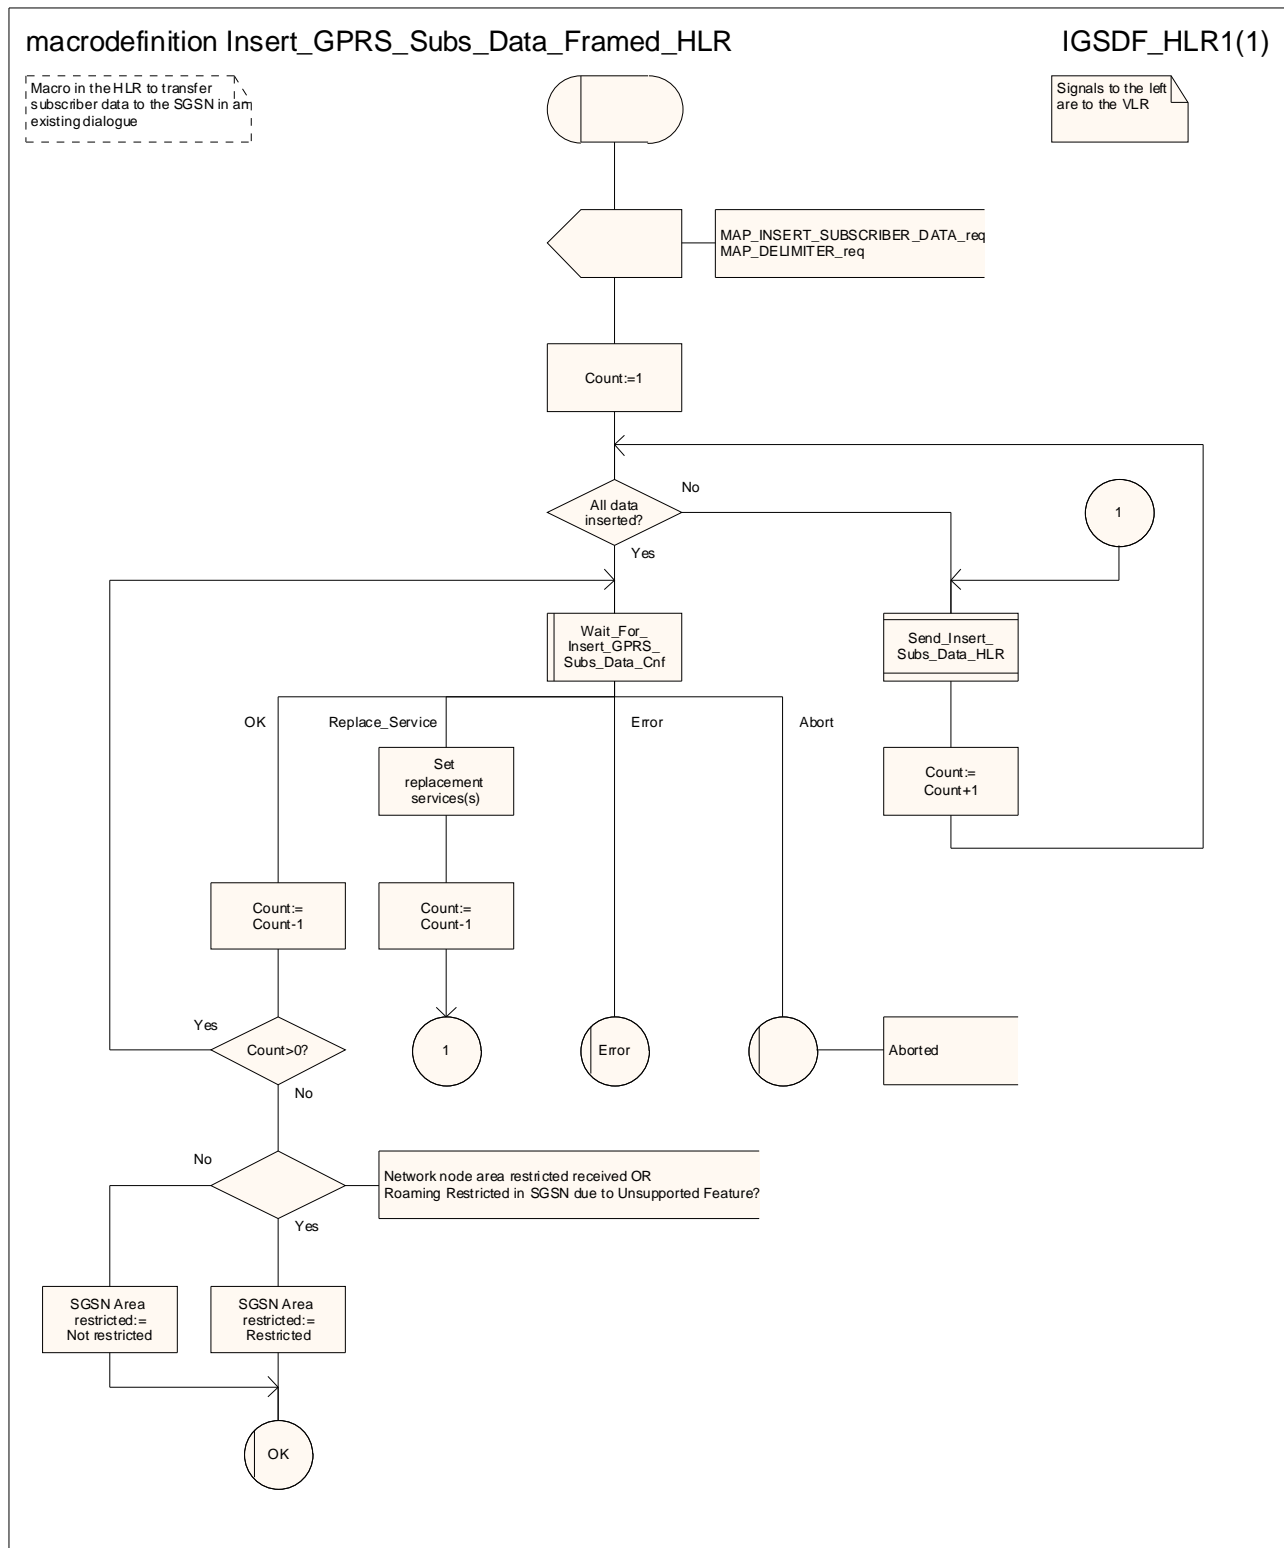 macrodefinition Insert_GPRS_Subs_Data_Framed_HLR
IGSDF_HLR1(1)
Macro in the HLR to transfer
subscriber data to the SGSN in an
existing dialogue
Signals to the left
are to the VLR
MAP_INSERT_SUBSCRIBER_DATA_req
MAP_DELIMITER_req
Count:=1
All data
inserted?
No
Yes
1
Wait_For_
Insert_GPRS_
Subs_Data_Cnf
Send_Insert_
Subs_Data_HLR
OK
Replace_Service
Error
Abort
Set
replacement
services(s)
Count:=
Count+1
Count:=
Count-1
Count:=
Count-1
Yes
Count>0?
No
1
Error
Aborted
No
Yes
Network node area restricted received OR
Roaming Restricted in SGSN due to Unsupported Feature?
SGSN Area
restricted:=
Not restricted
SGSN Area
restricted:=
Restricted
OK